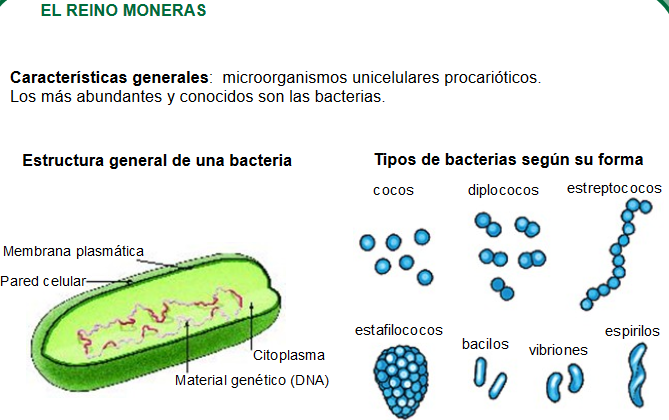 EL REINO MONERAS
Características generales: microorganismos unicelulares procarióticos.
Los más abundantes y conocidos son las bacterias.
Estructura general de una bacteria
Membrana plasmática
Pared celular
Citoplasma
Material genético (DNA)
Tipos de bacterias según su forma
cocos
diplococos
estreptococos
estafilococos
bacilos
vibriones
espirilos